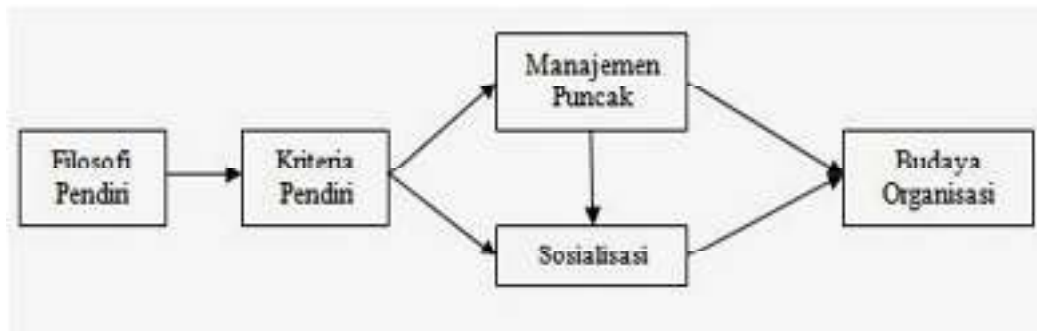 Filosofi
Pendiri
Kriteria
Pendiri
Manajemen
Puncak
Sosialisasi
Budaya
Organisasi